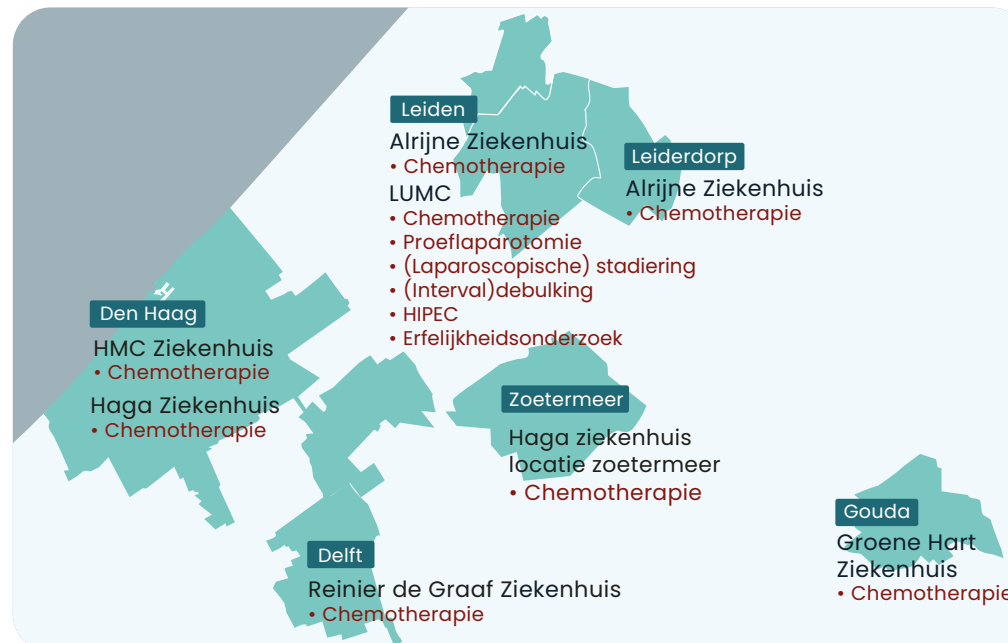 Leiden
Alrijne Ziekenhuis
• Chemotherapie
LUMC
• Chemotherapie
• Proeflaparotomie
• (Laparoscopische) stadiering
• (Interval)debulking
• HIPEC
• Erfelijkheidsonderzoek
Leiderdorp
Alrijne Ziekenhuis
• Chemotherapie
Den Haag
HMC Ziekenhuis
• Chemotherapie
Haga Ziekenhuis
• Chemotherapie
Zoetermeer
Haga ziekenhuis
locatie zoetermeer
• Chemotherapie
Gouda
Groene Hart
Ziekenhuis
• Chemotherapie
Delft
Reinier de Graaf Ziekenhuis
• Chemotherapie